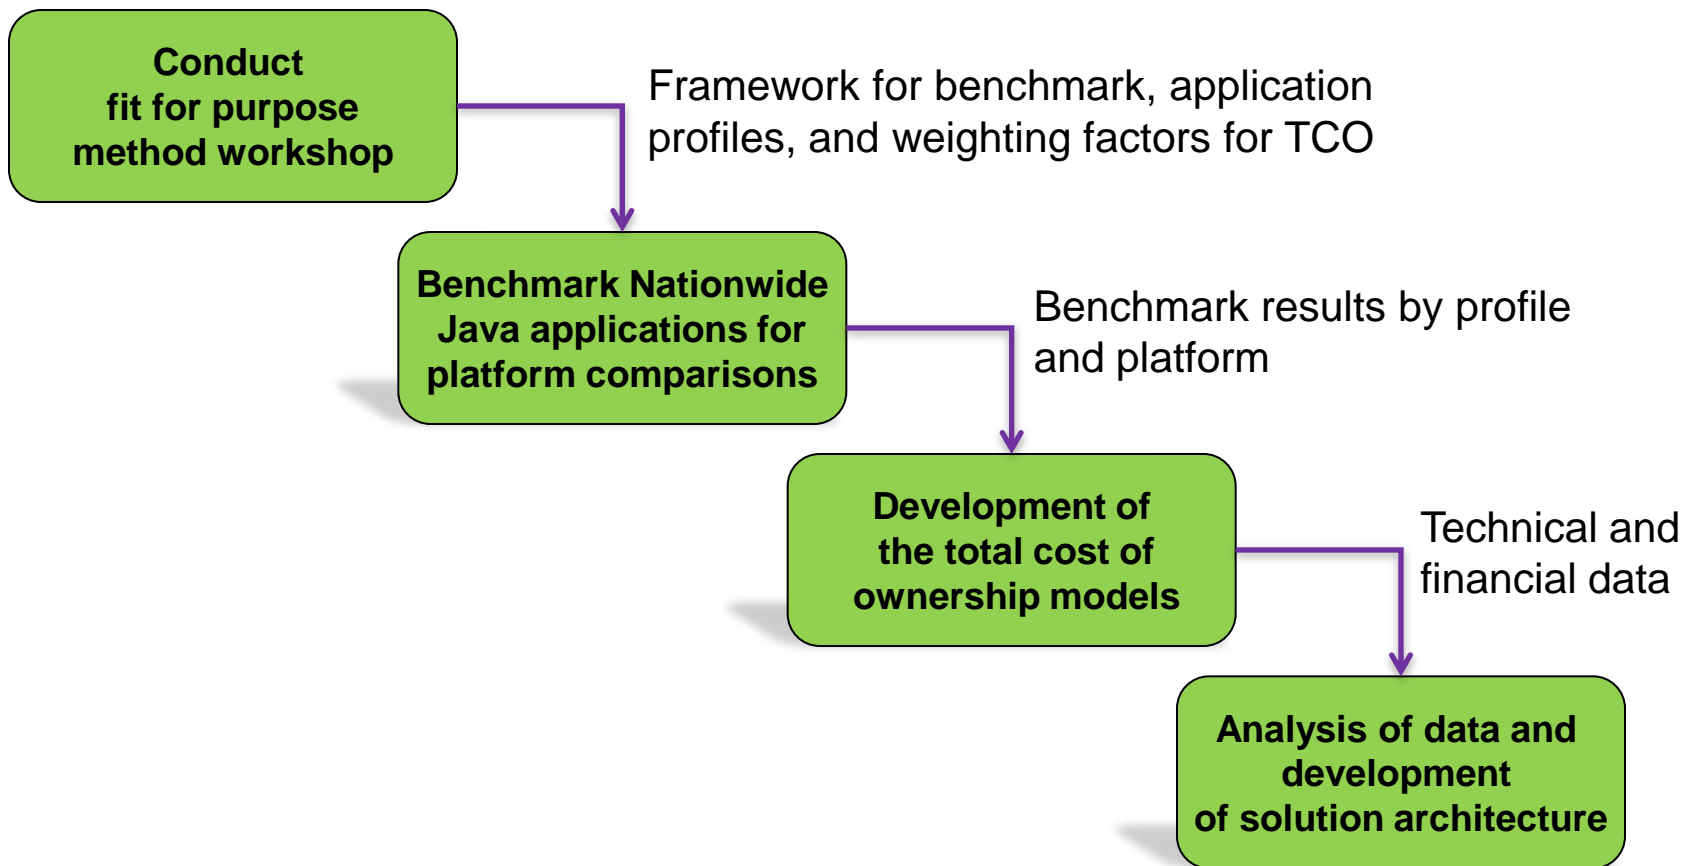 Conduct
fit for purpose
method workshop
Framework for benchmark, application
profiles, and weighting factors for TCO
Benchmark Nationwide
Java applications for
platform comparisons
Benchmark results by profile
and platform
Development of
the total cost of
ownership models
Technical and
financial data
Analysis of data and
development
of solution architecture